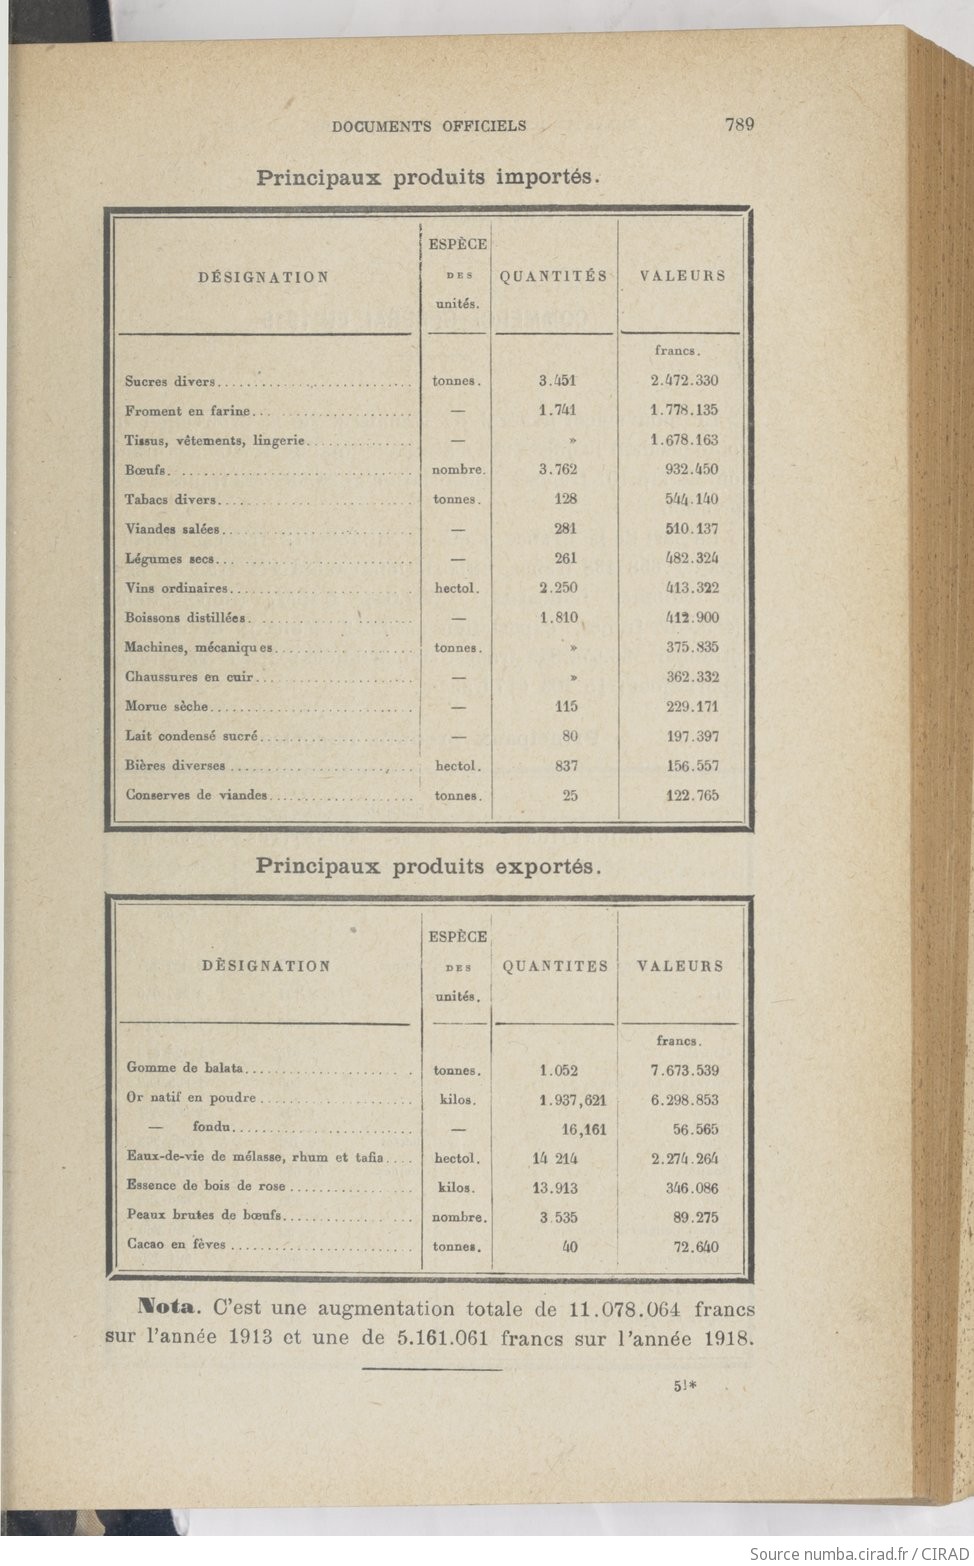 DOCUMENTS OFFICIELS 789
Principaux produits importés.
DÉSIGNATION ESPÈCE DES unités. QUANTITÉS VALEURS
francs.
Sucres divers........................ tonnes. 3.451 2.472.330
Froment en farine.................... — 1.741 1.778.135
Tissus, vêtements, lingerie.............. — » 1.678.163
Bœufs. ............................ nombre. 3.762 932.450
Tabacs divers........................ tonnes. 128 544.140
Viandes salées....................... — 281 510.137
Légumes secs........................ — 261 482.324
Vins ordinaires...................... hectol. 2.250 413.322
Boissons distillées.................... — 1.810 412.900
Machines, mécaniques................. tonnes. » 375.835
Chaussures en cuir................... — » 362.332
Morue sèche......................... — 115 229.171
Lait condensé sucré................... — 80 197.397
Bières diverses ...................... hectol. 837 156.557
Conserves de viandes.................. tonnes. 25 122.765
Principaux produits exportés.
DÈSIGNATION ESPÈCE DES unités. QUANTITES VALEURS
francs.
Gomme de balata..................... tonnes. 1.052 7.673.539
Or natif en poudre ................... kilos. 1.937,621 6.298.853
— fondu....................... — 16,161 56.565
Eaux-de-vie de mélasse, rhum et tafia.... hectol. 14 214 2.274.264
Essence de bois de rose ................ kilos. 13.913 346.086
Peaux brutes de bœufs................. nombre. 3.535 89.275
Cacao en fèves ...................... tonnes. 40 72.640
Nota. C'est une augmentation totale de 11.078.064 francs
sur l'année 1913 et une de 5.161.061 francs sur l'année 1918.
51*
Source numba.cirad.fr / CIRAD